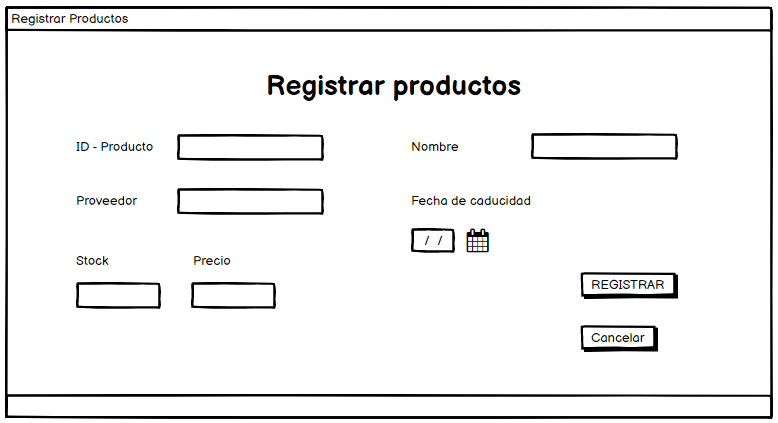 Registrar Productos
Registrar productos
ID - Producto
Nombre
Proveedor
Fecha de caducidad
/ /
Stock
Precio
REGISTRAR
Cancelar